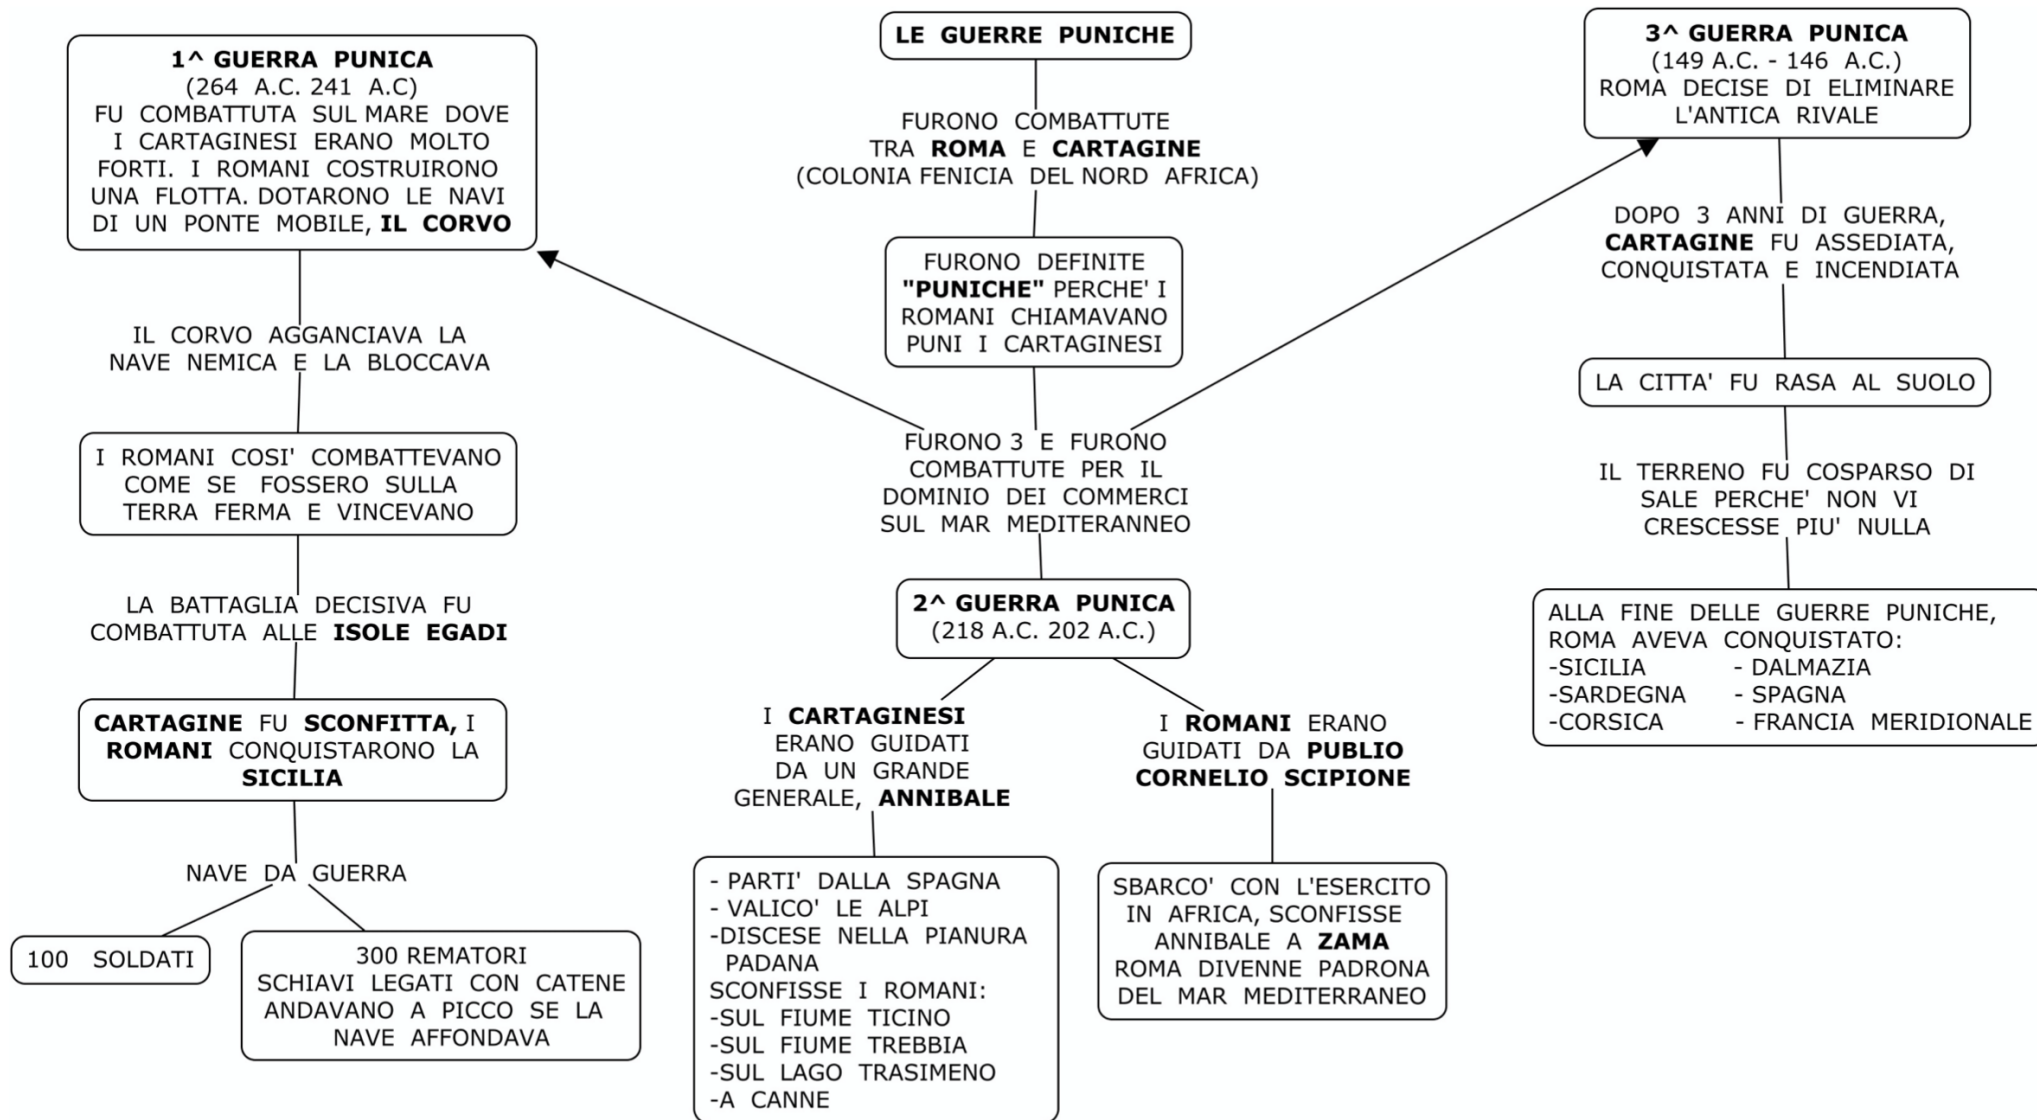 LE GUERRE PUNICHE
FURONO COMBATTUTE
TRA ROMA E CARTAGINE
(COLONIA FENICIA DEL NORD AFRICA)
FURONO DEFINITE
"PUNICHE" PERCHE' I
ROMANI CHIAMAVANO
PUNI I CARTAGINESI
FURONO 3 E FURONO
COMBATTUTE PER IL
DOMINIO DEI COMMERCI
SUL MAR MEDITERANNEO
1^ GUERRA PUNICA
(264 A.C. 241 A.C)
FU COMBATTUTA SUL MARE DOVE
I CARTAGINESI ERANO MOLTO
FORTI. I ROMANI COSTRUIRONO
UNA FLOTTA. DOTARONO LE NAVI
DI UN PONTE MOBILE, IL CORVO
IL CORVO AGGANCIAVA LA
NAVE NEMICA E LA BLOCCAVA
I ROMANI COSI' COMBATTEVANO
COME SE FOSSERO SULLA
TERRA FERMA E VINCEVANO
LA BATTAGLIA DECISIVA FU
COMBATTUTA ALLE ISOLE EGADI
CARTAGINE FU SCONFITTA, I
ROMANI CONQUISTARONO LA
SICILIA
NAVE DA GUERRA
100 SOLDATI
300 REMATORI
SCHIAVI LEGATI CON CATENE
ANDAVANO A PICCO SE LA
NAVE AFFONDAVA
2^ GUERRA PUNICA
(218 A.C. 202 A.C.)
I CARTAGINESI
ERANO GUIDATI
DA UN GRANDE
GENERALE, ANNIBALE
- PARTI' DALLA SPAGNA
- VALICO' LE ALPI
-DISCESE NELLA PIANURA
PADANA
SCONFISSE I ROMANI:
-SUL FIUME TICINO
-SUL FIUME TREBBIA
-SUL LAGO TRASIMENO
-A CANNE
I ROMANI ERANO
GUIDATI DA PUBLIO
CORNELIO SCIPIONE
SBARCO' CON L'ESERCITO
IN AFRICA, SCONFISSE
ANNIBALE A ZAMA
ROMA DIVENNE PADRONA
DEL MAR MEDITERRANEO
3^ GUERRA PUNICA
(149 A.C. - 146 A.C.)
ROMA DECISE DI ELIMINARE
L'ANTICA RIVALE
DOPO 3 ANNI DI GUERRA,
CARTAGINE FU ASSEDIATA,
CONQUISTATA E INCENDIATA
LA CITTA' FU RASA AL SUOLO
IL TERRENO FU COSPARSO DI
SALE PERCHE' NON VI
CRESCESSE PIU' NULLA
ALLA FINE DELLE GUERRE PUNICHE,
ROMA AVEVA CONQUISTATO:
-SICILIA - DALMAZIA
-SARDEGNA - SPAGNA
-CORSICA - FRANCIA MERIDIONALE